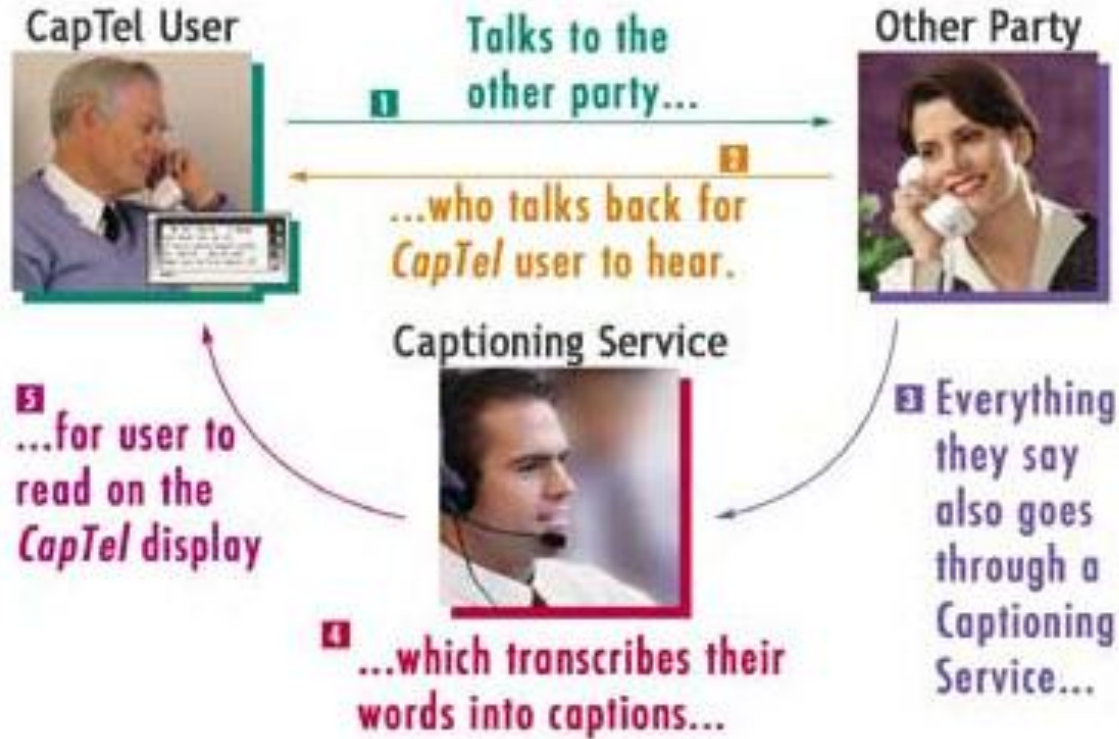 CapTel User
Other Party
Talks to the
other party...
1
2
...who talks back for
CapTel user to hear.
Captioning Service
3 Everything
they say
also goes
through a
Captioning
Service...
4 ...which transcribes their
words into captions...
5
...for user to
read on the
CapTel display